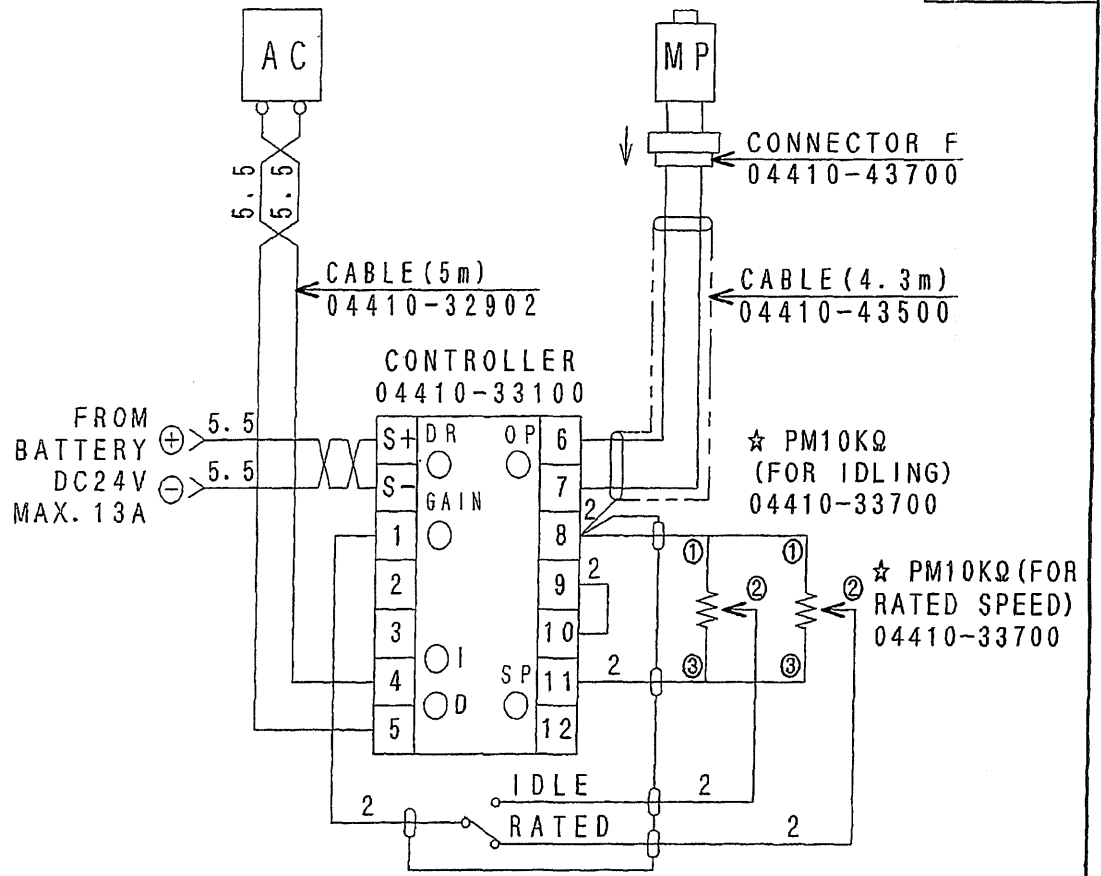 AC
MP
CONNECTOR F
04410-43700
5.5
5.5
CABLE(5m)
04410-32902
CABLE(4.3m)
04410-43500
CONTROLLER
04410-33100
FROM
BATTERY
DC24V
MAX.13A
⊕
⊖
5.5
5.5
S+
S-
1
2
3
4
5
DR
OP
GAIN
I
D
SP
6
7
8
9
10
11
12
2
2
2
☆ PM10KΩ
(FOR IDLING)
04410-33700
① ② ③
① ② ③
☆ PM10KΩ(FOR
RATED SPEED)
04410-33700
IDLE
2
2
RATED
2